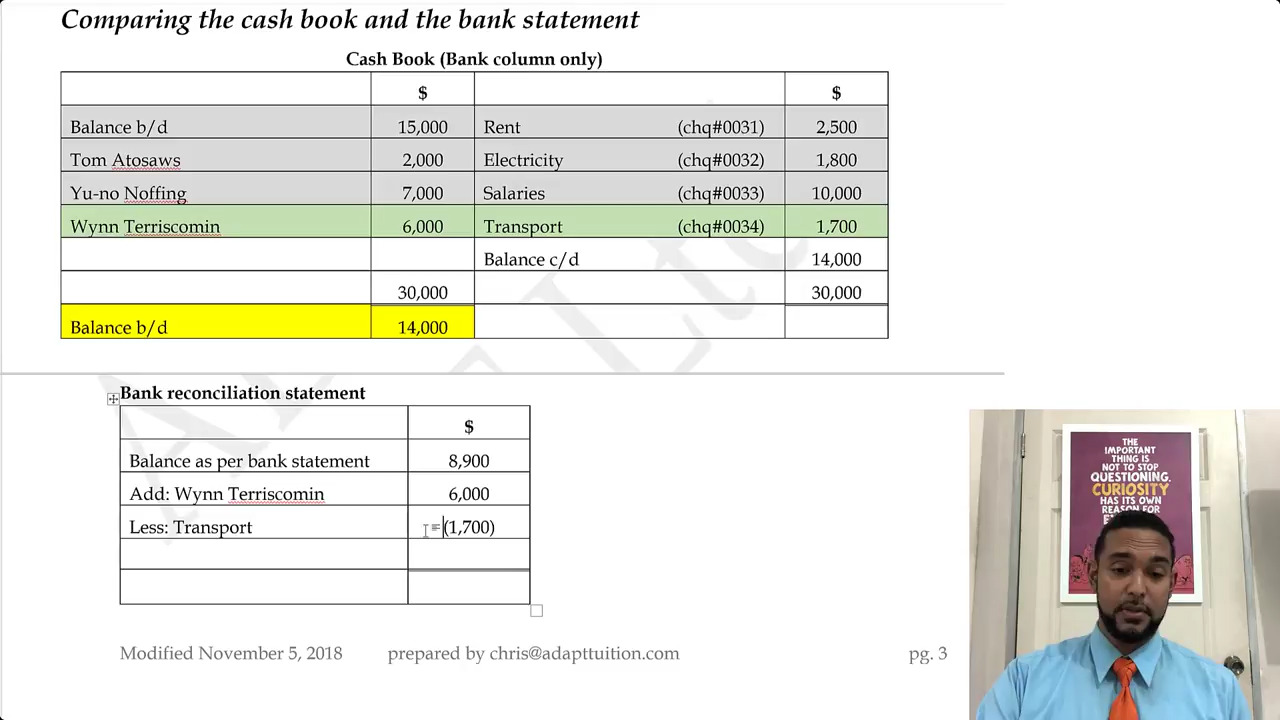 Comparing the cash book and the bank statement
Cash Book (Bank column only)
$ $
Balance b/d 15,000 Rent (chq#0031) 2,500
Tom Atosaws 2,000 Electricity (chq#0032) 1,800
Yu-no Noffing 7,000 Salaries (chq#0033) 10,000
Wynn Terriscomin 6,000 Transport (chq#0034) 1,700
Balance c/d 14,000
30,000 30,000
Balance b/d 14,000
Bank reconciliation statement
$
Balance as per bank statement 8,900
Add: Wynn Terriscomin 6,000
Less: Transport (1,700)
Modified November 5, 2018 prepared by chris@adapttuition.com pg. 3
THE
IMPORTANT
THING IS
NOT TO STOP
QUESTIONING.
CURIOSITY
HAS ITS OWN
REASON FOR